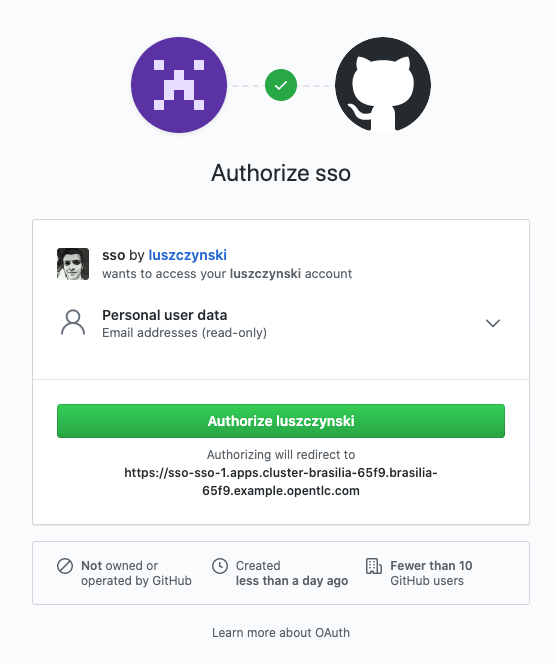 Authorize sso
sso by luszczynski
wants to access your luszczynski account
Personal user data
Email addresses (read-only)
Authorize luszczynski
Authorizing will redirect to
https://sso-sso-1.apps.cluster-brasilia-65f9.brasilia-
65f9.example.opentlc.com
Not owned or
operated by GitHub
Created
less than a day ago
Fewer than 10
GitHub users
Learn more about OAuth